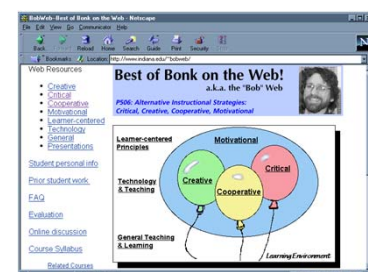 BobWeb-Best of Bonk on the Web - Netscape
File Edit View Go Communicator Help
Back Reload Home Search Guide Print Security
Bookmarks Location: http://www.indiana.edu/~bobweb/
Web Resources
Creative
Critical
Cooperative
Motivational
Learner-centered
Technology
General
Presentations
Student personal info
Prior student work
FAQ
Evaluation
Online discussion
Course Syllabus
Related Courses
Best of Bonk on the Web!
a.k.a. the "Bob" Web
P506: Alternative Instructional Strategies:
Critical, Creative, Cooperative, Motivational
Learner-centered
Principles
Technology
& Teaching
General Teaching
& Learning
Motivational
Creative
Cooperative
Critical
Learning Environment